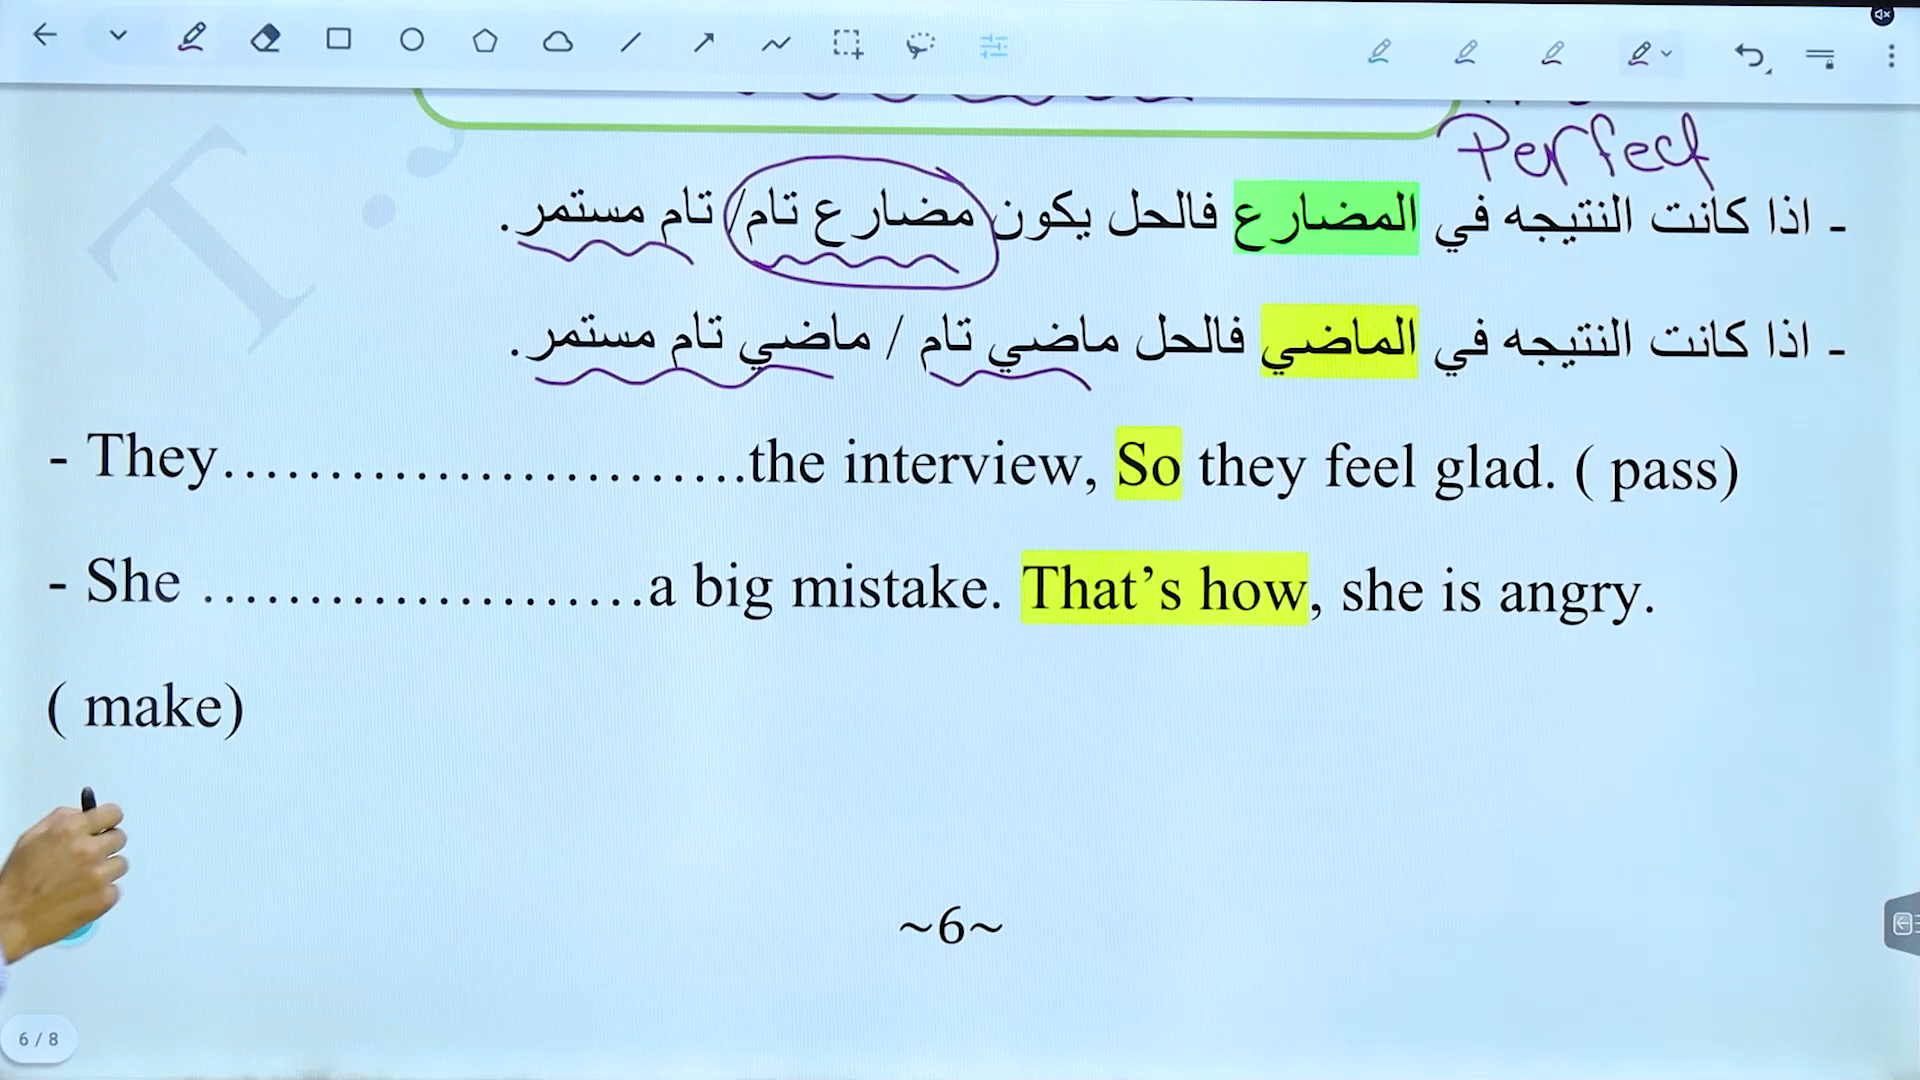 Perfect
- اذا كانت النتيجه في المضارع فالحل يكون مضارع تام/ تام مستمر.
- اذا كانت النتيجه في الماضي فالحل ماضي تام / ماضي تام مستمر.
- They..........................the interview, So they feel glad. ( pass)
- She ......................a big mistake. That’s how, she is angry.
( make)
~6~
6 / 8